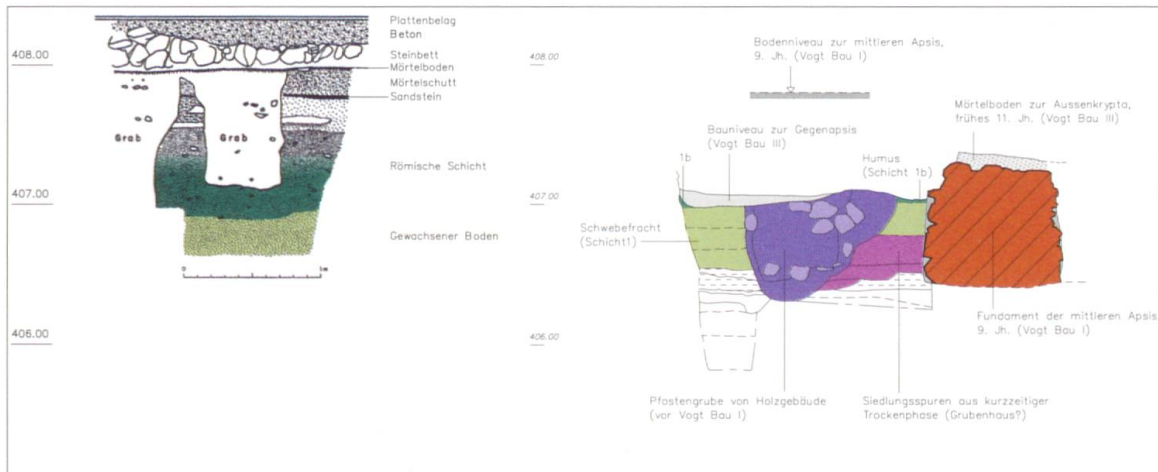 Plattenbelag
Beton
408.00
Steinbett
Mörtelboden
Mörtelschutt
Sandstein
Grab
Grab
Römische Schicht
407.00
Gewachsener Boden
0
1m
406.00
408.00
Bodenniveau zur mittleren Apsis,
9. Jh. (Vogt Bau I)
Mörtelboden zur Aussenkrypta,
frühes 11. Jh. (Vogt Bau III)
Bauniveau zur Gegenapsis
(Vogt Bau III)
1b
Humus
(Schicht 1b)
407.00
Schwebefracht
(Schicht1)
Fundament der mittleren Apsis
9. Jh. (Vogt Bau I)
406.00
Pfostengrube von Holzgebäude
(vor Vogt Bau I)
Siedlungsspuren aus kurzzeitiger
Trockenphase (Grubenhaus?)